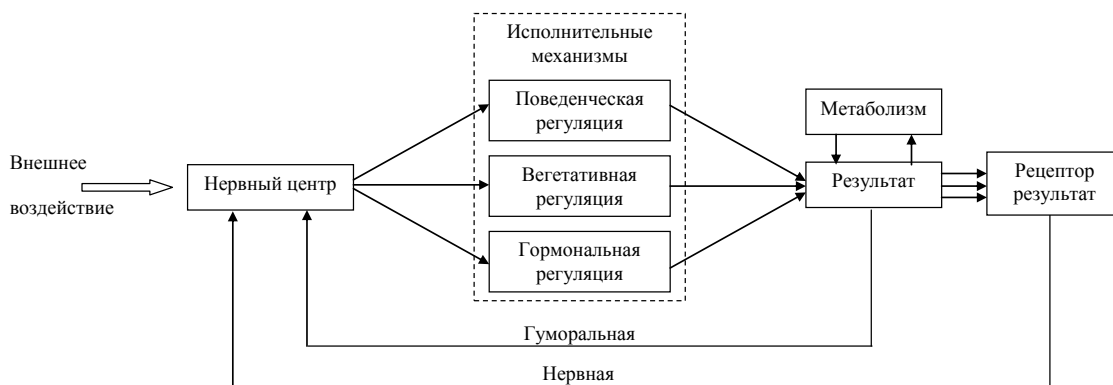 Исполнительные
механизмы
Поведенческая
регуляция
Метаболизм
Внешнее
воздействие
Нервный центр
Вегетативная
регуляция
Результат
Рецептор
результат
Гормональная
регуляция
Гуморальная
Нервная